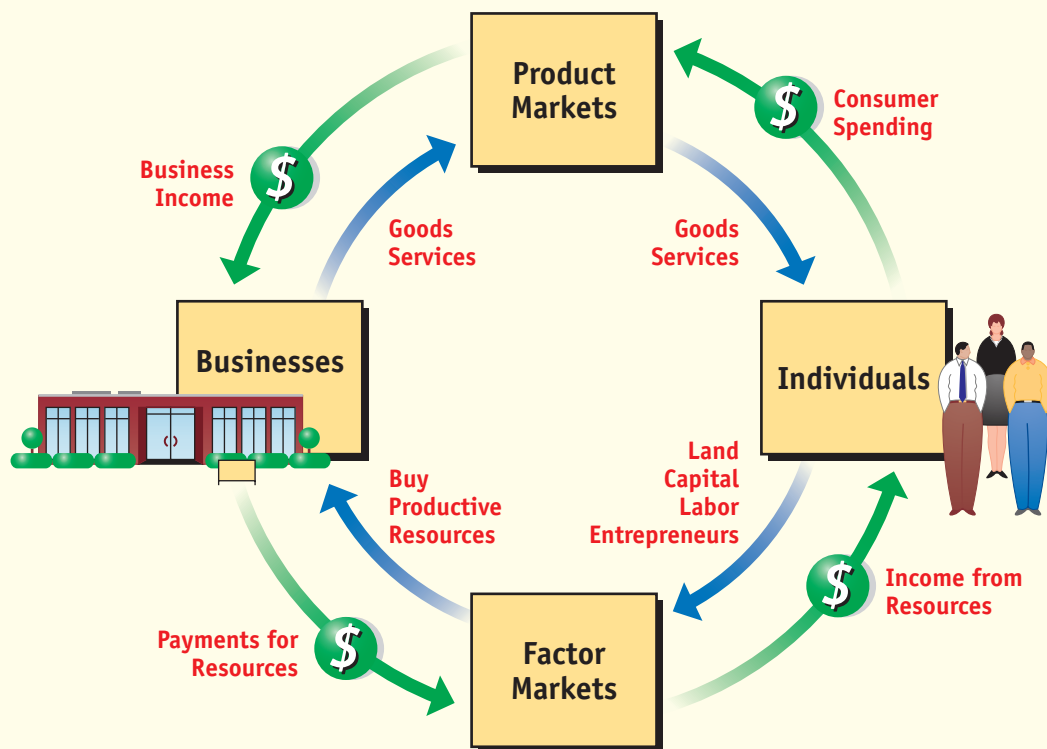 Product
Markets
$
Consumer
Spending
$
Business
Income
Goods
Services
Goods
Services
Businesses
Individuals
Buy
Productive
Resources
Land
Capital
Labor
Entrepreneurs
$
Income from
Resources
Payments for
Resources
$
Factor
Markets